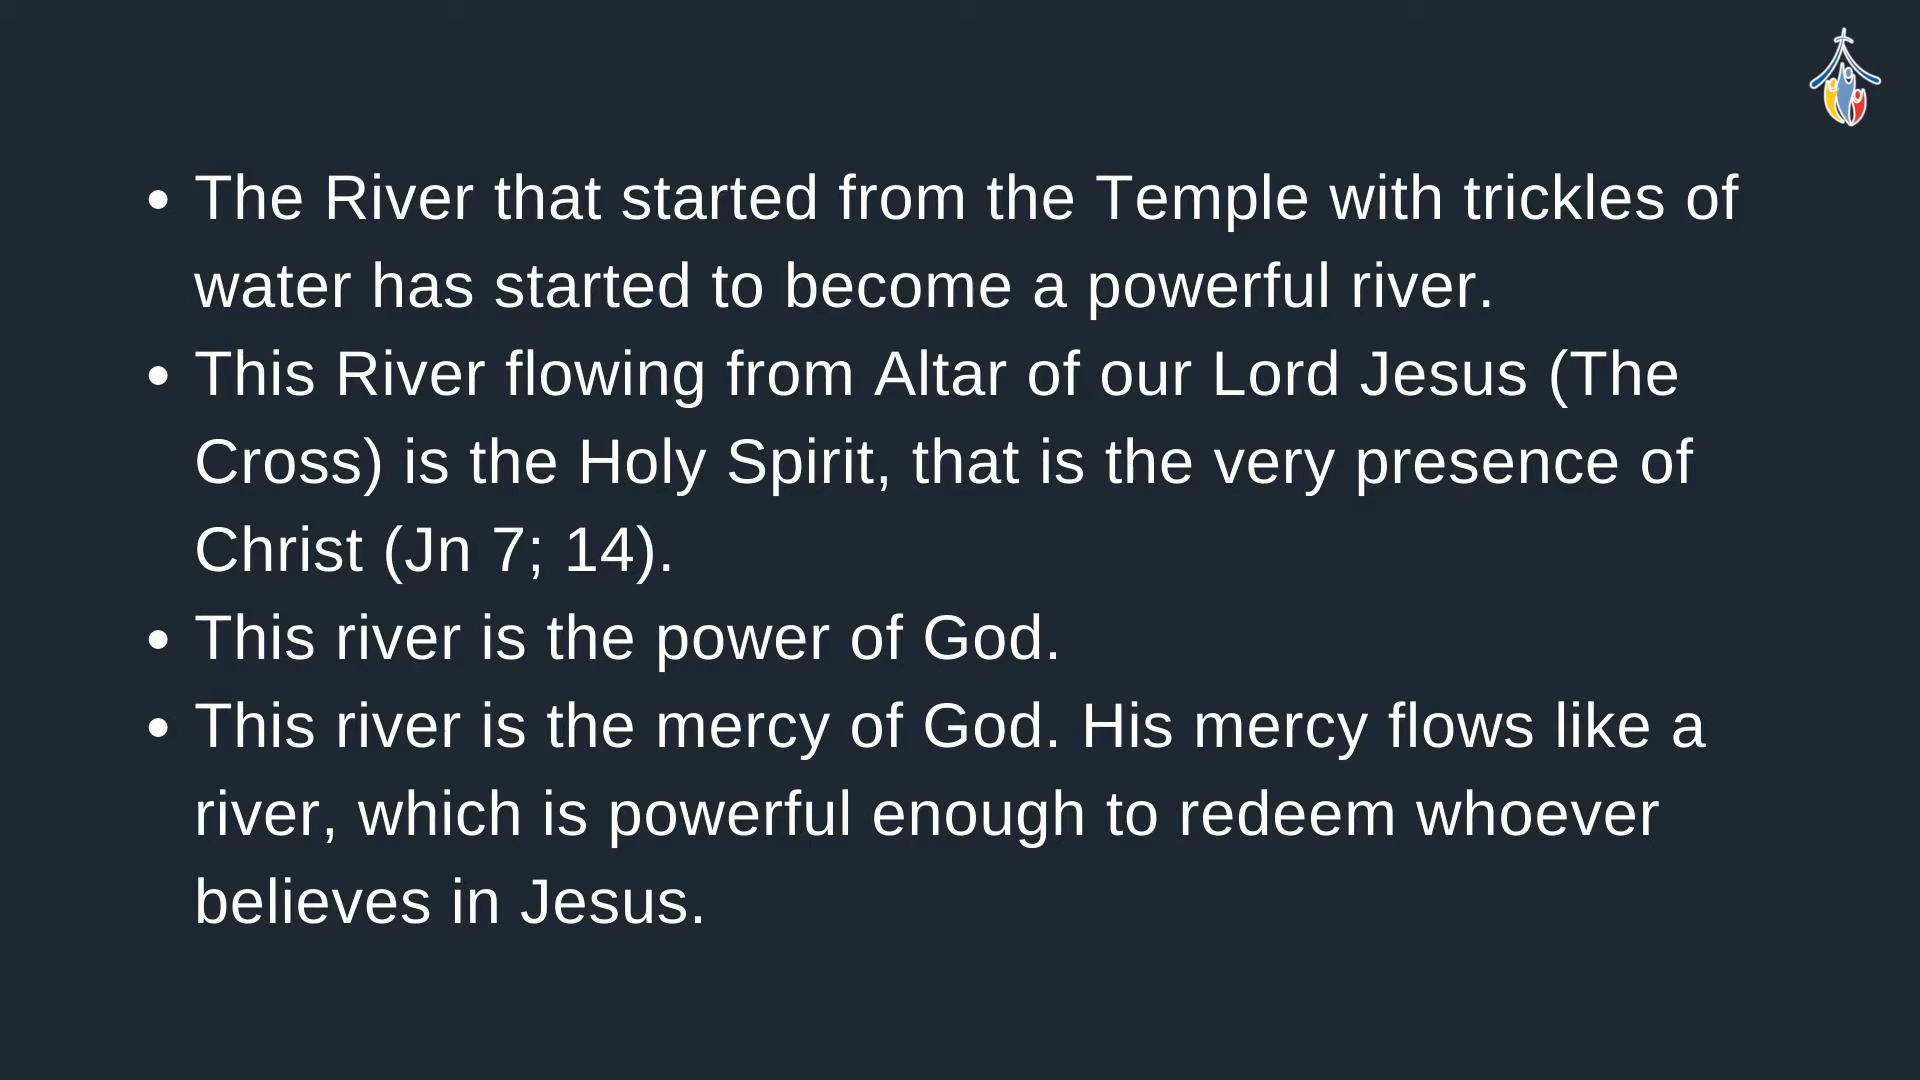 • The River that started from the Temple with trickles of
water has started to become a powerful river.
• This River flowing from Altar of our Lord Jesus (The
Cross) is the Holy Spirit, that is the very presence of
Christ (Jn 7; 14).
• This river is the power of God.
• This river is the mercy of God. His mercy flows like a
river, which is powerful enough to redeem whoever
believes in Jesus.